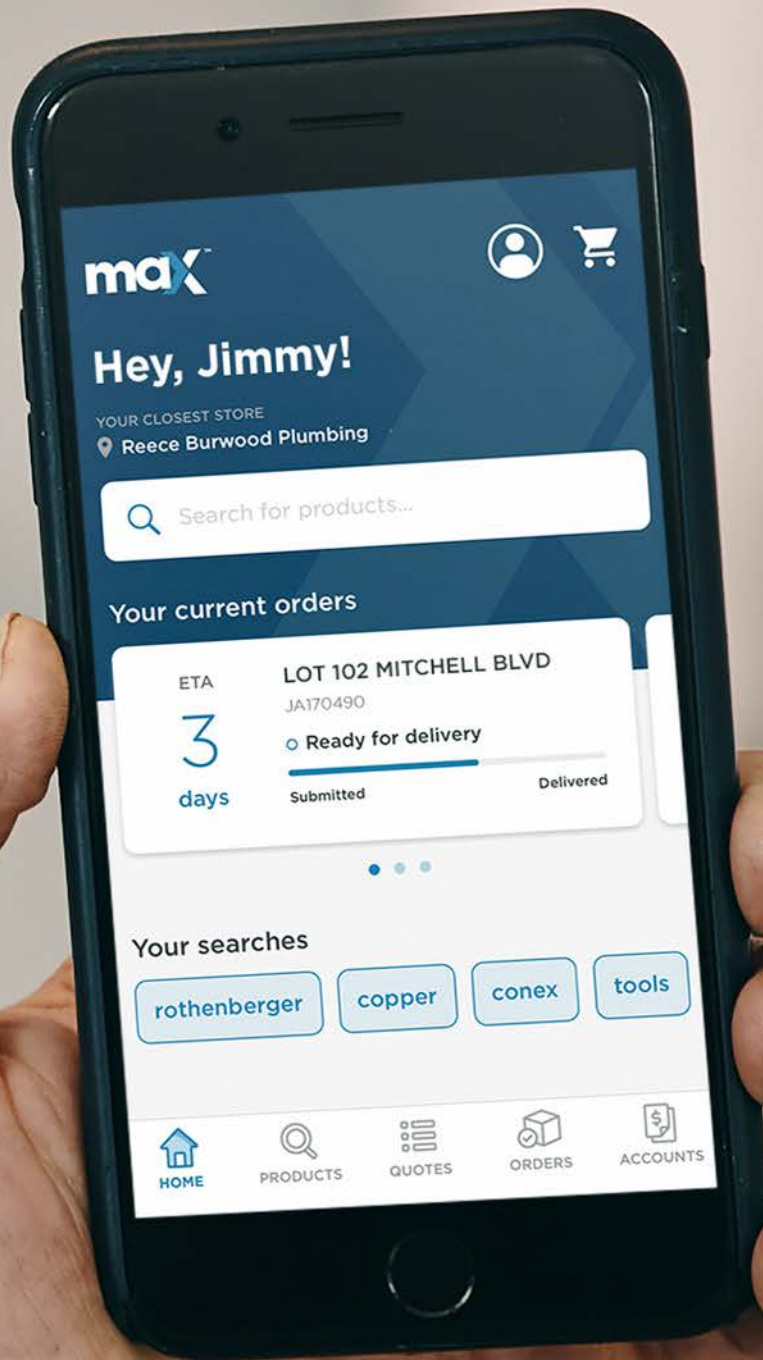 maX™
Hey, Jimmy!
YOUR CLOSEST STORE
Reece Burwood Plumbing
Search for products...
Your current orders
ETA
3
days
LOT 102 MITCHELL BLVD
JA170490
Ready for delivery
Submitted
Delivered
Your searches
rothenberger
copper
conex
tools
HOME
PRODUCTS
QUOTES
ORDERS
ACCOUNTS
$